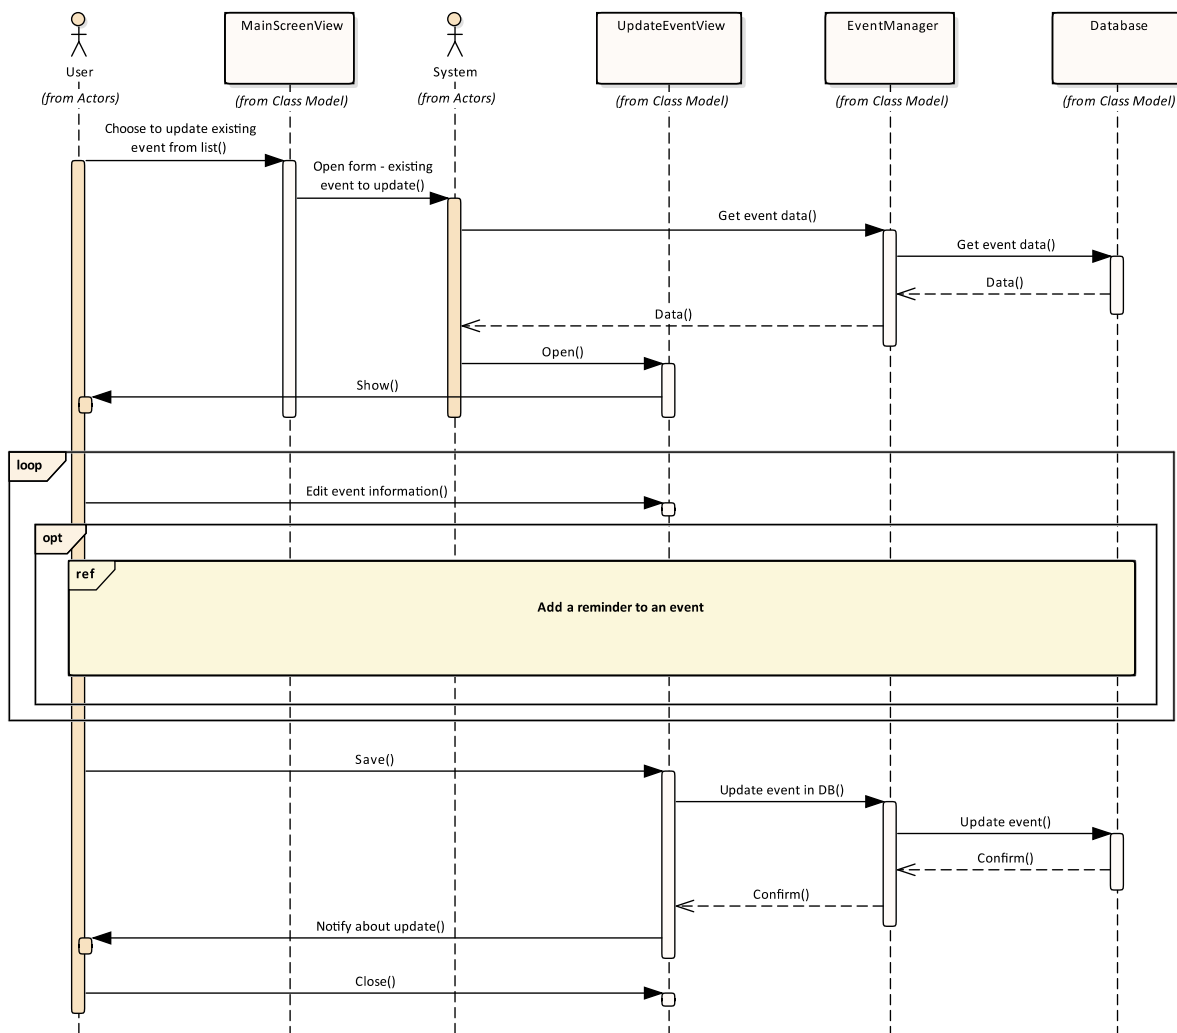 MainScreenView
UpdateEventView
EventManager
Database
User
System
(from Actors)
(from Class Model)
(from Actors)
(from Class Model)
(from Class Model)
(from Class Model)
Choose to update existing
event from list()
Open form - existing
event to update()
Get event data()
Get event data()
Data()
Data()
Open()
Show()
loop
Edit event information()
opt
ref
Add a reminder to an event
Save()
Update event in DB()
Update event()
Confirm()
Confirm()
Notify about update()
Close()